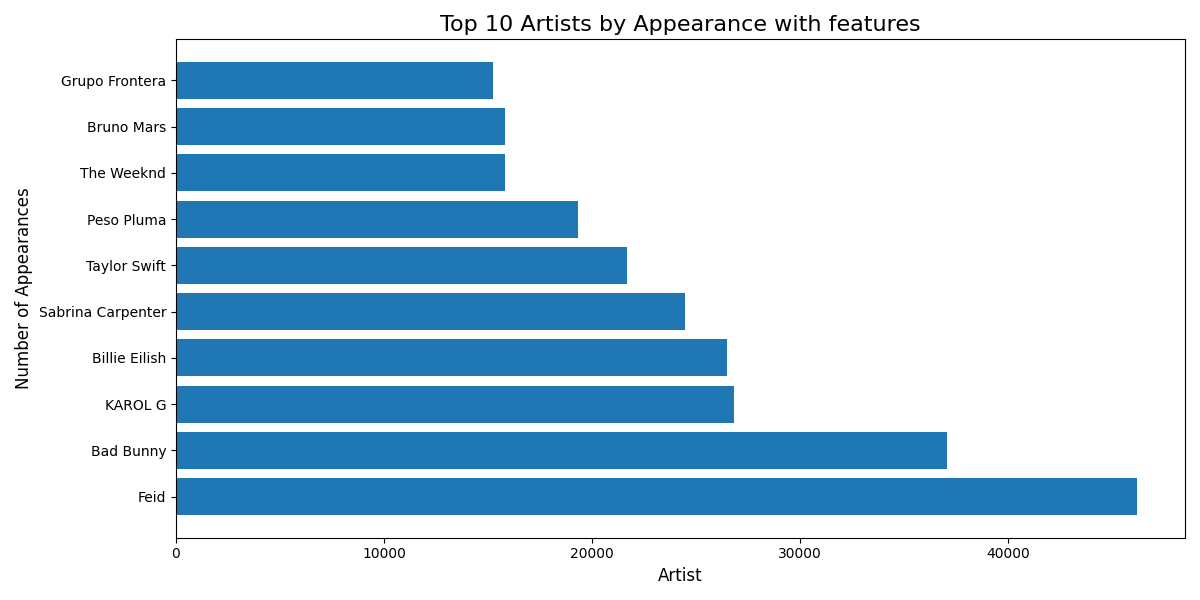 Top 10 Artists by Appearance with features
Number of Appearances
Grupo Frontera
Bruno Mars
The Weeknd
Peso Pluma
Taylor Swift
Sabrina Carpenter
Billie Eilish
KAROL G
Bad Bunny
Feid
0 10000 20000 30000 40000
Artist